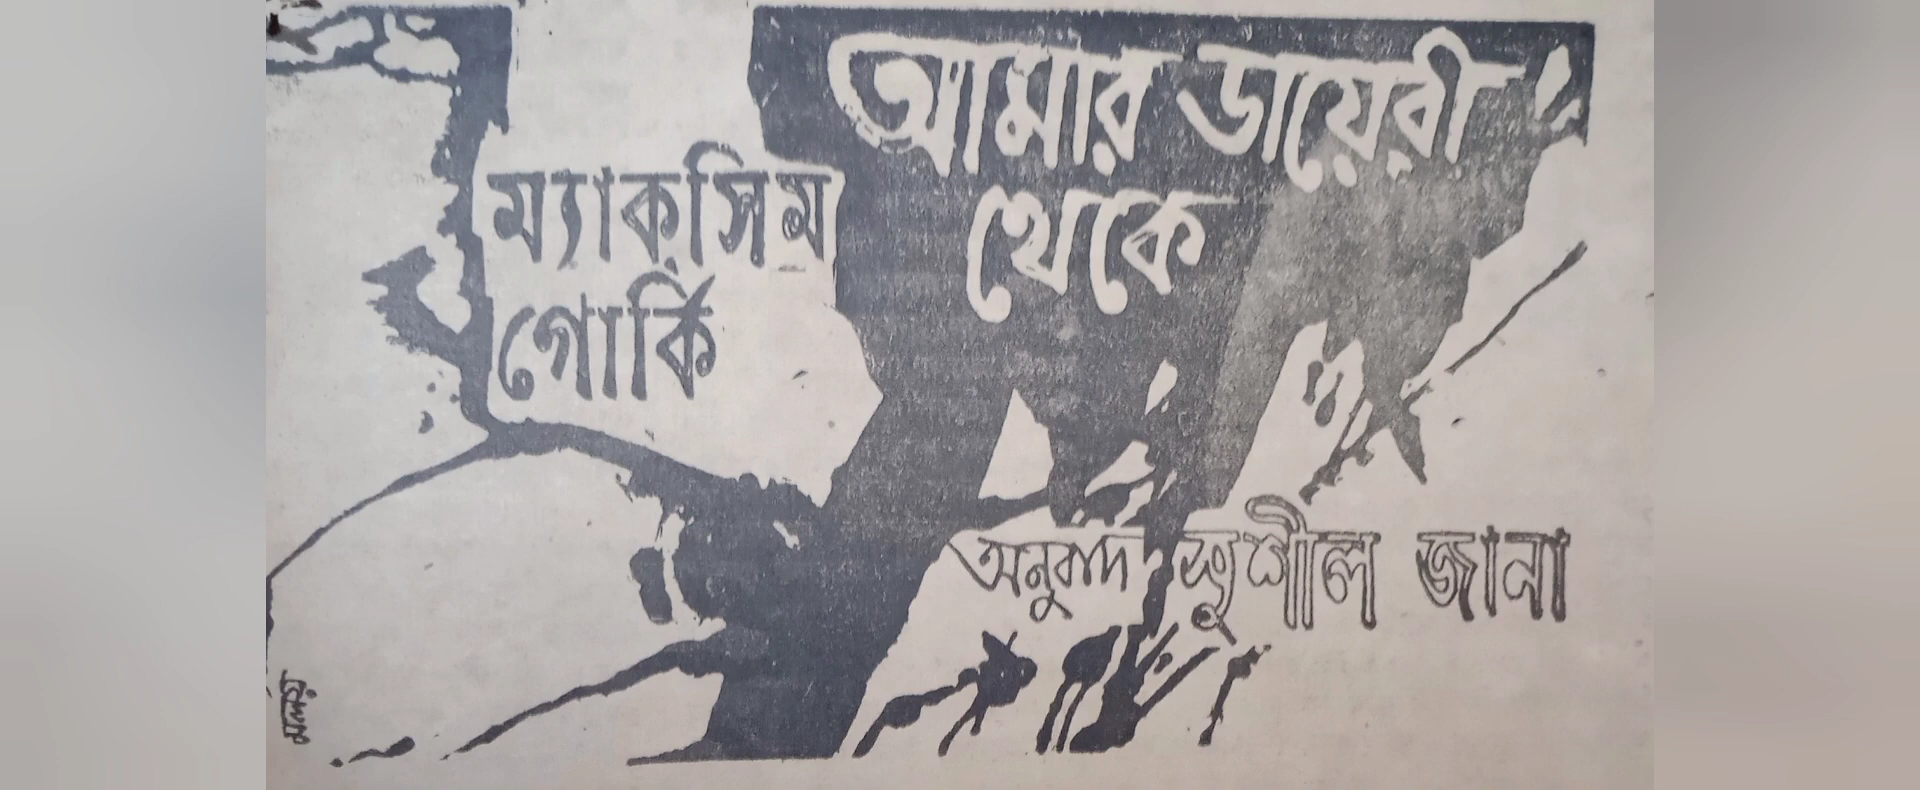 আমার ডায়েরী
থেকে
ম্যাক্সিম
গোর্কি
অনুবাদ সুশীল জানা